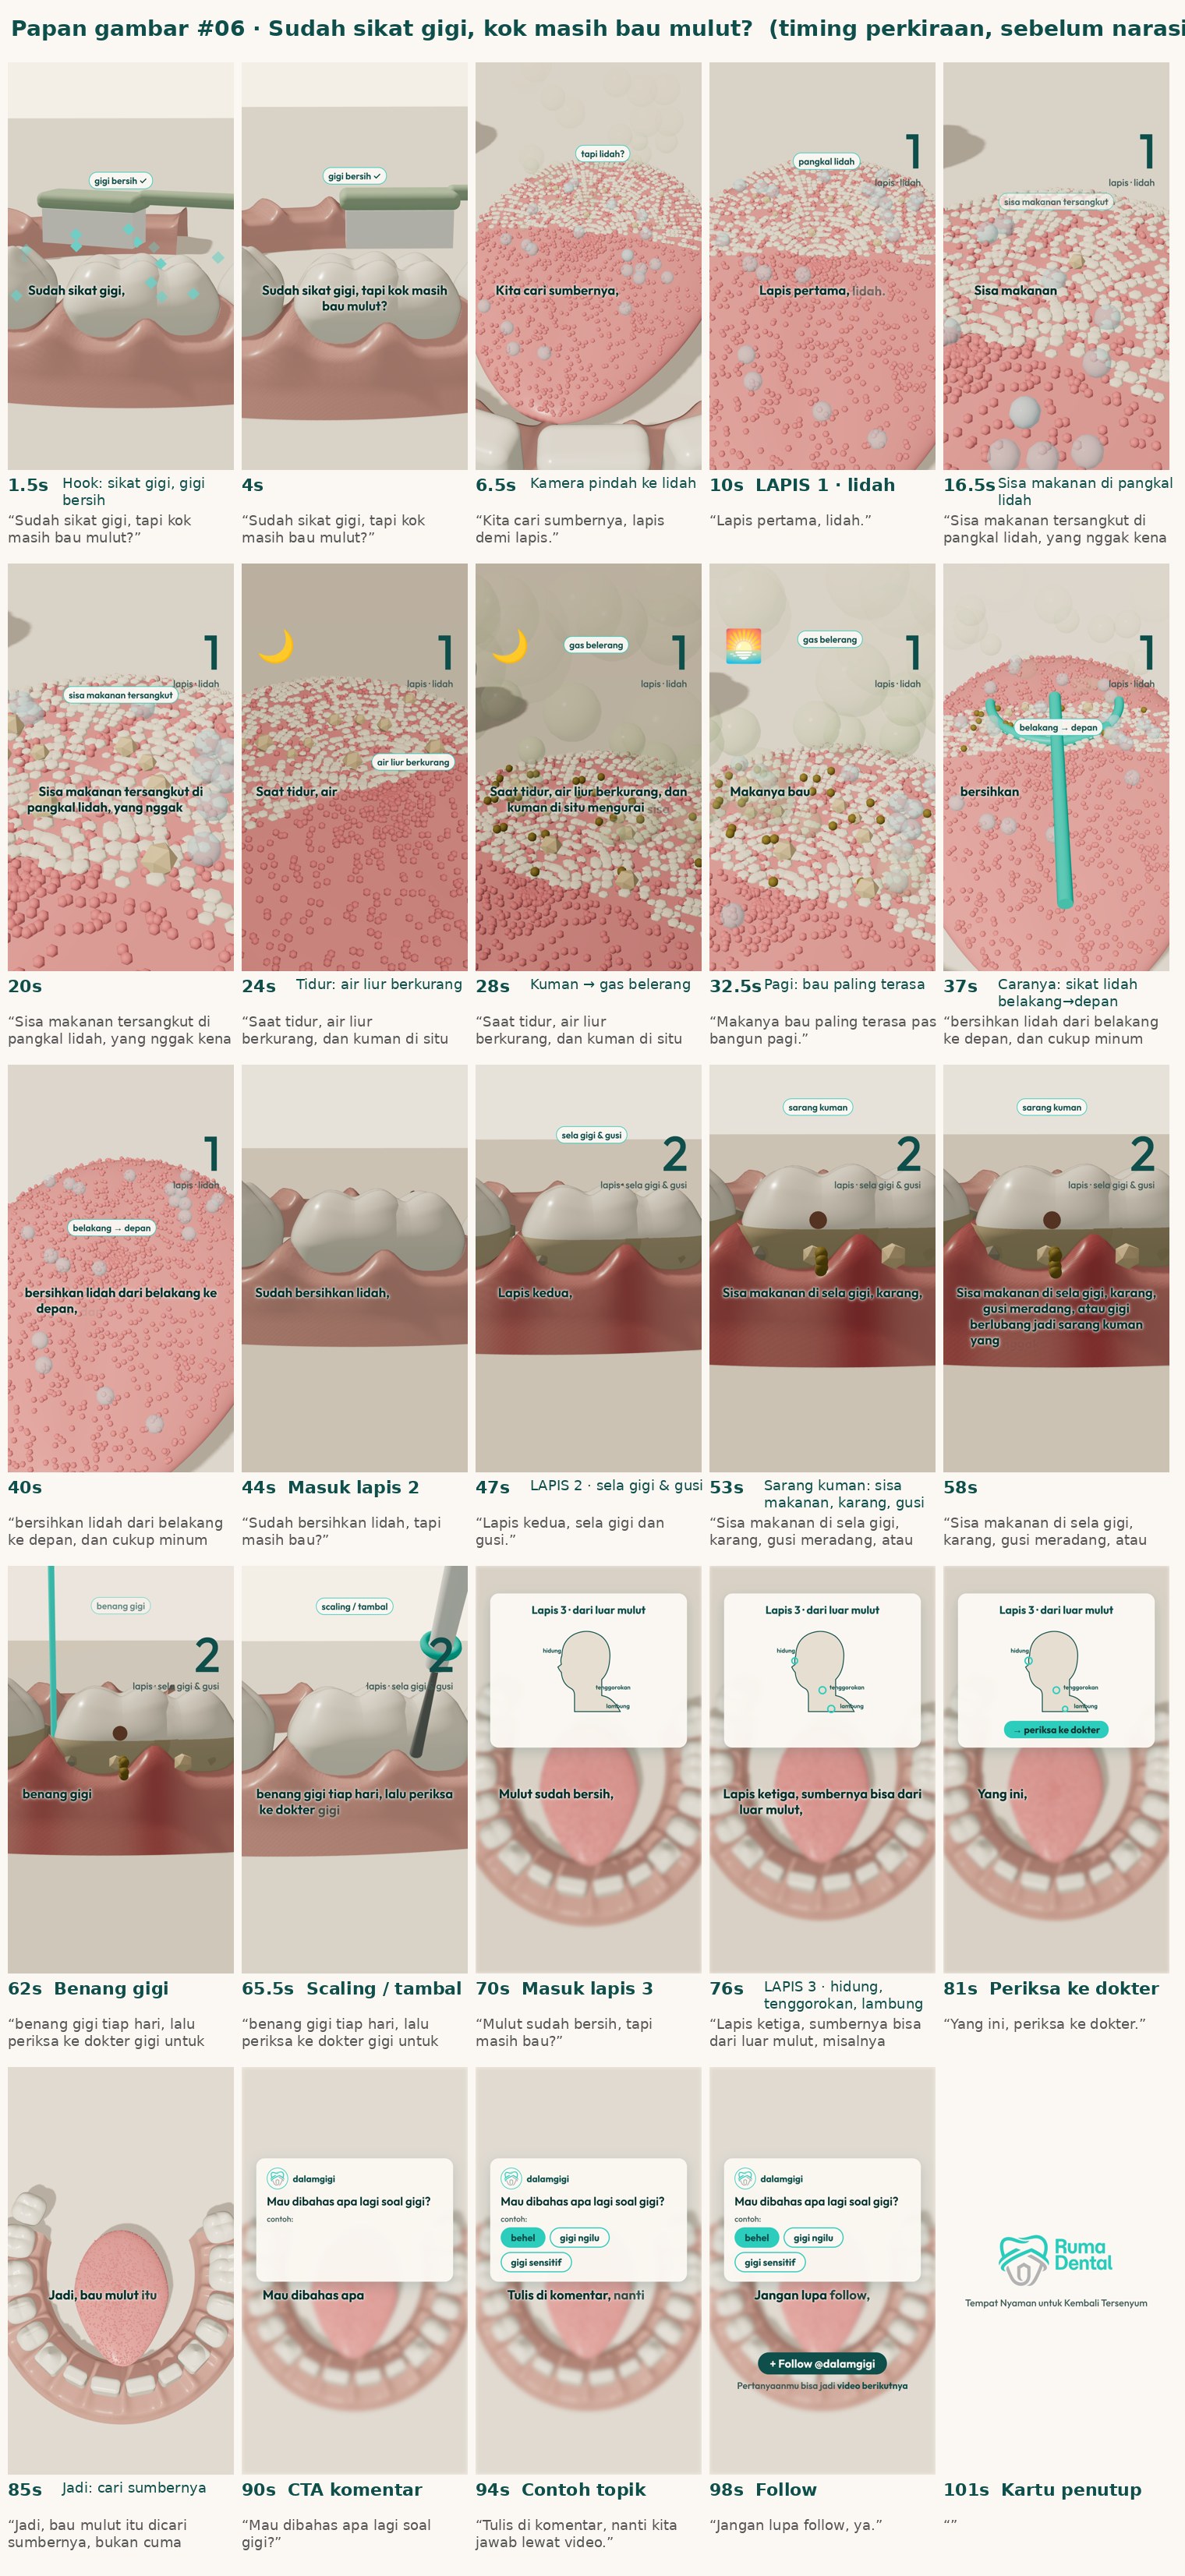 Papan gambar #06 · Sudah sikat gigi, kok masih bau mulut? (timing perkiraan, sebelum narasi
gigi bersih ✓
Sudah sikat gigi,
1.5s Hook: sikat gigi, gigi
bersih
“Sudah sikat gigi, tapi kok
masih bau mulut?”
gigi bersih ✓
Sudah sikat gigi, tapi kok masih
bau mulut?
4s
“Sudah sikat gigi, tapi kok
masih bau mulut?”
tapi lidah?
Kita cari sumbernya,
6.5s Kamera pindah ke lidah
“Kita cari sumbernya, lapis
demi lapis.”
1
pangkal lidah
lapis · lidah
Lapis pertama, lidah.
10s LAPIS 1 · lidah
“Lapis pertama, lidah.”
1
lapis · lidah
sisa makanan tersangkut
Sisa makanan
16.5s Sisa makanan di pangkal
lidah
“Sisa makanan tersangkut di
pangkal lidah, yang nggak kena
1
lapis · lidah
sisa makanan tersangkut
Sisa makanan tersangkut di
pangkal lidah, yang nggak
20s
“Sisa makanan tersangkut di
pangkal lidah, yang nggak kena
1
lapis · lidah
air liur berkurang
Saat tidur, air
24s Tidur: air liur berkurang
“Saat tidur, air liur
berkurang, dan kuman di situ
gas belerang
1
lapis · lidah
Saat tidur, air liur berkurang, dan
kuman di situ mengurai sisa
28s Kuman → gas belerang
“Saat tidur, air liur
berkurang, dan kuman di situ
gas belerang
1
lapis · lidah
Makanya bau
32.5s Pagi: bau paling terasa
“Makanya bau paling terasa pas
bangun pagi.”
1
lapis · lidah
belakang → depan
bersihkan
37s Caranya: sikat lidah
belakang→depan
“bersihkan lidah dari belakang
ke depan, dan cukup minum
1
lapis · lidah
belakang → depan
bersihkan lidah dari belakang ke
depan,
40s
“bersihkan lidah dari belakang
ke depan, dan cukup minum
Sudah bersihkan lidah,
44s Masuk lapis 2
“Sudah bersihkan lidah, tapi
masih bau?”
sela gigi & gusi
2
lapis · sela gigi & gusi
Lapis kedua,
47s LAPIS 2 · sela gigi & gusi
“Lapis kedua, sela gigi dan
gusi.”
sarang kuman
2
lapis · sela gigi & gusi
Sisa makanan di sela gigi, karang,
53s Sarang kuman: sisa
makanan, karang, gusi
“Sisa makanan di sela gigi,
karang, gusi meradang, atau
sarang kuman
2
lapis · sela gigi & gusi
Sisa makanan di sela gigi, karang,
gusi meradang, atau gigi
berlubang jadi sarang kuman
yang
58s
“Sisa makanan di sela gigi,
karang, gusi meradang, atau
benang gigi
2
lapis · sela gigi & gusi
benang gigi
62s Benang gigi
“benang gigi tiap hari, lalu
periksa ke dokter gigi untuk
scaling / tambal
2
lapis · sela gigi & gusi
benang gigi tiap hari, lalu periksa
ke dokter gigi
65.5s Scaling / tambal
“benang gigi tiap hari, lalu
periksa ke dokter gigi untuk
Lapis 3 · dari luar mulut
hidung
tenggorokan
lambung
Mulut sudah bersih,
70s Masuk lapis 3
“Mulut sudah bersih, tapi
masih bau?”
Lapis 3 · dari luar mulut
hidung
tenggorokan
lambung
Lapis ketiga, sumbernya bisa dari
luar mulut,
76s LAPIS 3 · hidung,
tenggorokan, lambung
“Lapis ketiga, sumbernya bisa
dari luar mulut, misalnya
Lapis 3 · dari luar mulut
hidung
tenggorokan
lambung
→ periksa ke dokter
Yang ini,
81s Periksa ke dokter
“Yang ini, periksa ke dokter.”
Jadi, bau mulut itu
85s Jadi: cari sumbernya
“Jadi, bau mulut itu dicari
sumbernya, bukan cuma
dalamgigi
Mau dibahas apa lagi soal gigi?
contoh:
Mau dibahas apa
90s CTA komentar
“Mau dibahas apa lagi soal
gigi?”
dalamgigi
Mau dibahas apa lagi soal gigi?
contoh:
behel gigi ngilu
gigi sensitif
Tulis di komentar, nanti
94s Contoh topik
“Tulis di komentar, nanti kita
jawab lewat video.”
dalamgigi
Mau dibahas apa lagi soal gigi?
contoh:
behel gigi ngilu
gigi sensitif
Jangan lupa follow,
+ Follow @dalamgigi
Pertanyaanmu bisa jadi video berikutnya
98s Follow
“Jangan lupa follow, ya.”
Ruma
Dental
Tempat Nyaman untuk Kembali Tersenyum
101s Kartu penutup
“”